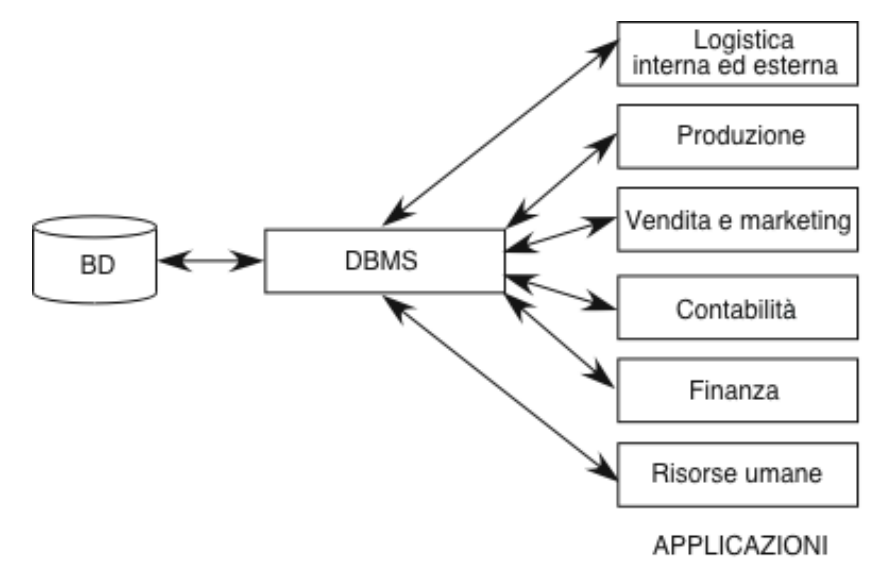 BD
DBMS
Logistica
interna ed esterna
Produzione
Vendita e marketing
Contabilità
Finanza
Risorse umane
APPLICAZIONI